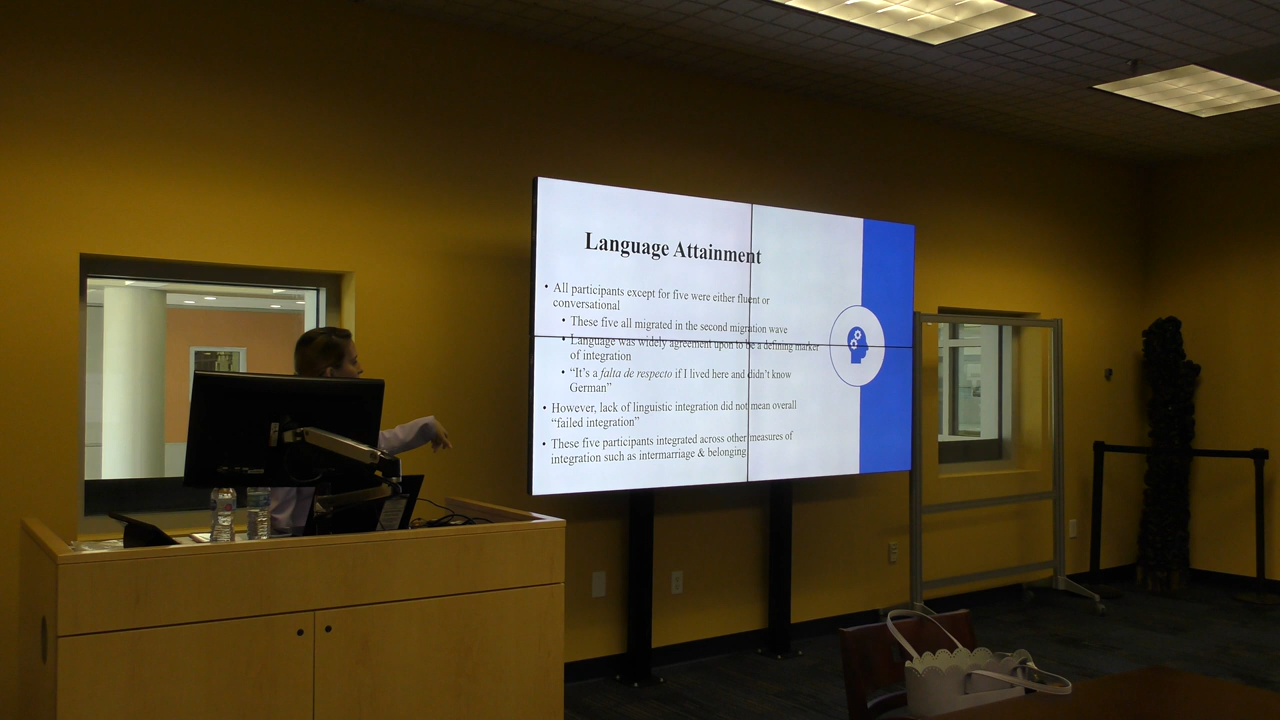 Language Attainment
• All participants except for five were either fluent or
conversational
• These five all migrated in the second migration wave
• Language was widely agreement upon to be a defining marker
of integration
• “It’s a falta de respecto if I lived here and didn’t know
German”
• However, lack of linguistic integration did not mean overall
“failed integration”
• These five participants integrated across other measures of
integration such as intermarriage & belonging